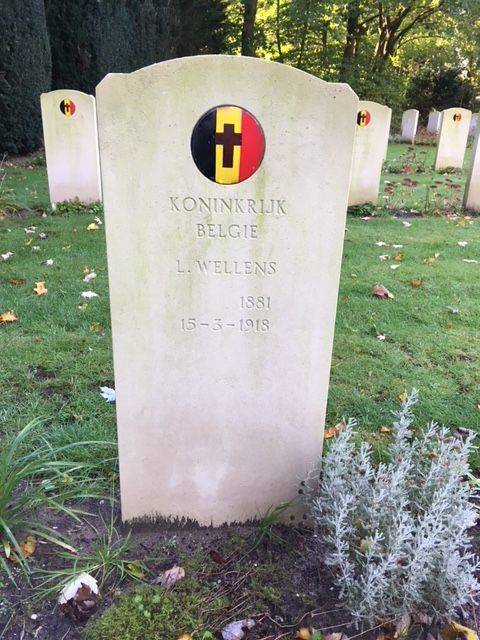 KONINKRIJK
BELGIE
L. WELLENS
1881
15-3-1918